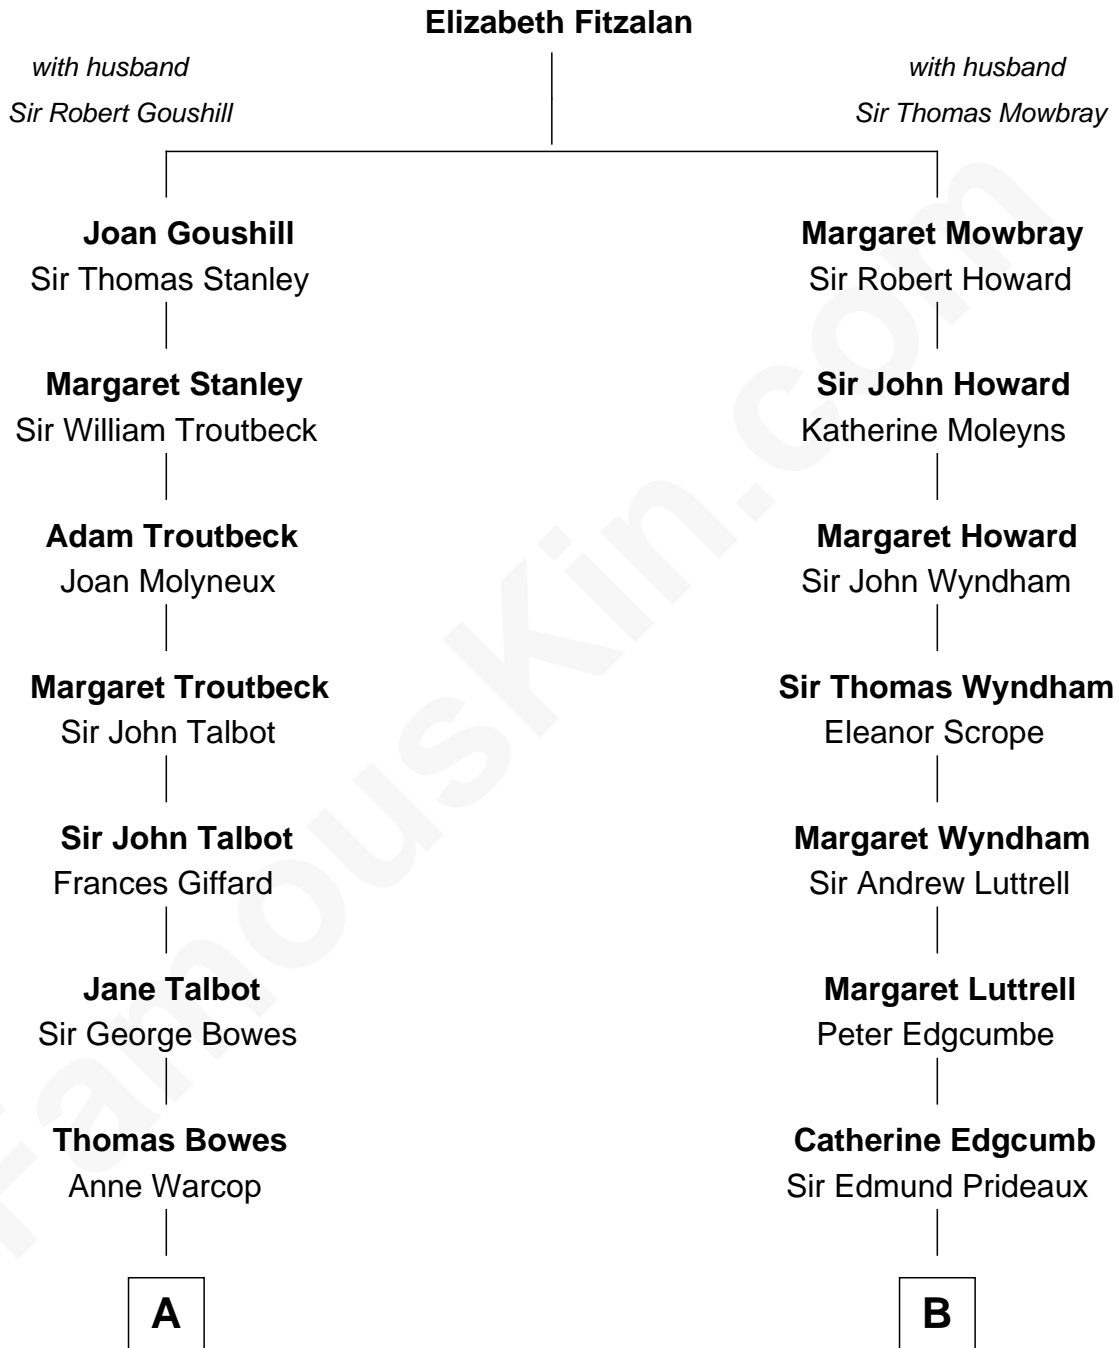 Elizabeth Fitzalan
with husband
Sir Robert Goushill
with husband
Sir Thomas Mowbray
Joan Goushill
Sir Thomas Stanley
Margaret Stanley
Sir William Troutbeck
Adam Troutbeck
Joan Molyneux
Margaret Troutbeck
Sir John Talbot
Sir John Talbot
Frances Giffard
Jane Talbot
Sir George Bowes
Thomas Bowes
Anne Warcop
A
Margaret Mowbray
Sir Robert Howard
Sir John Howard
Katherine Moleyns
Margaret Howard
Sir John Wyndham
Sir Thomas Wyndham
Eleanor Scrope
Margaret Wyndham
Sir Andrew Luttrell
Margaret Luttrell
Peter Edgcumbe
Catherine Edgcumb
Sir Edmund Prideaux
B
FamousKin.com